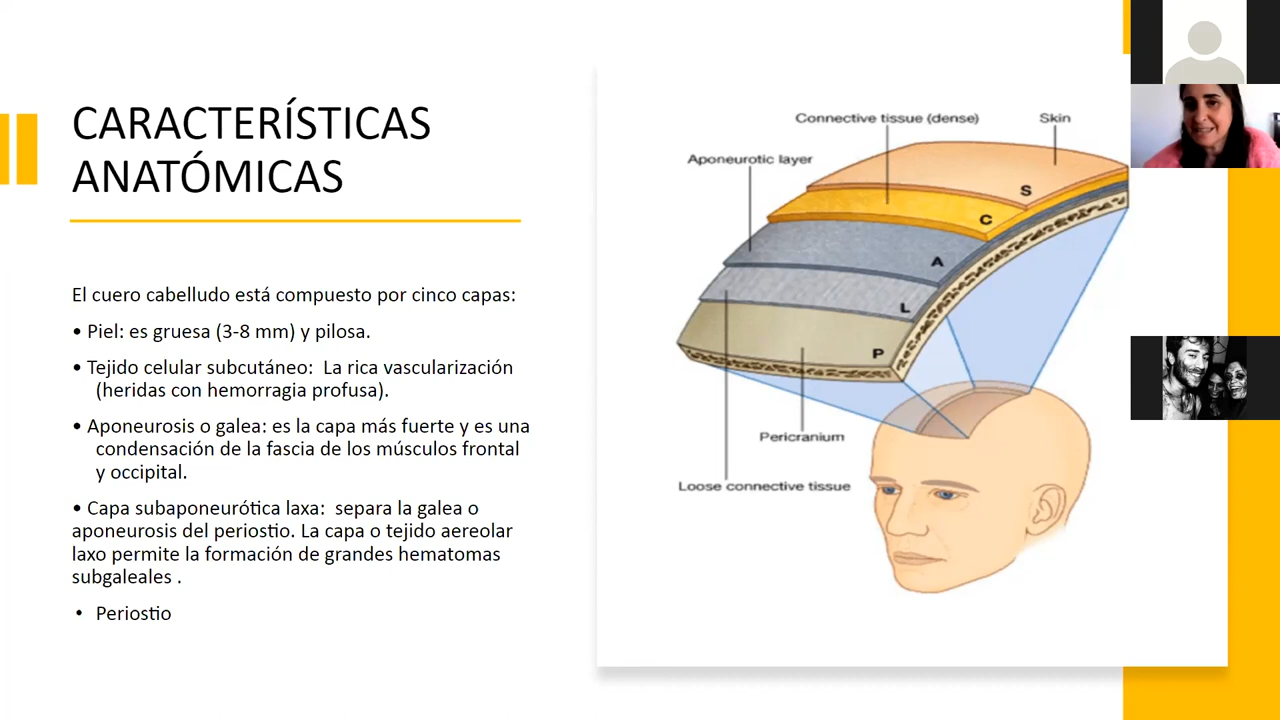 CARACTERÍSTICAS
ANATÓMICAS
El cuero cabelludo está compuesto por cinco capas:
• Piel: es gruesa (3-8 mm) y pilosa.
• Tejido celular subcutáneo: La rica vascularización
(heridas con hemorragia profusa).
• Aponeurosis o galea: es la capa más fuerte y es una
condensación de la fascia de los músculos frontal
y occipital.
• Capa subaponeurótica laxa: separa la galea o
aponeurosis del periostio. La capa o tejido aereolar
laxo permite la formación de grandes hematomas
subgaleales .
• Periostio
Connective tissue (dense)
Skin
Aponeurotic layer
S
C
A
L
P
Pericranium
Loose connective tissue